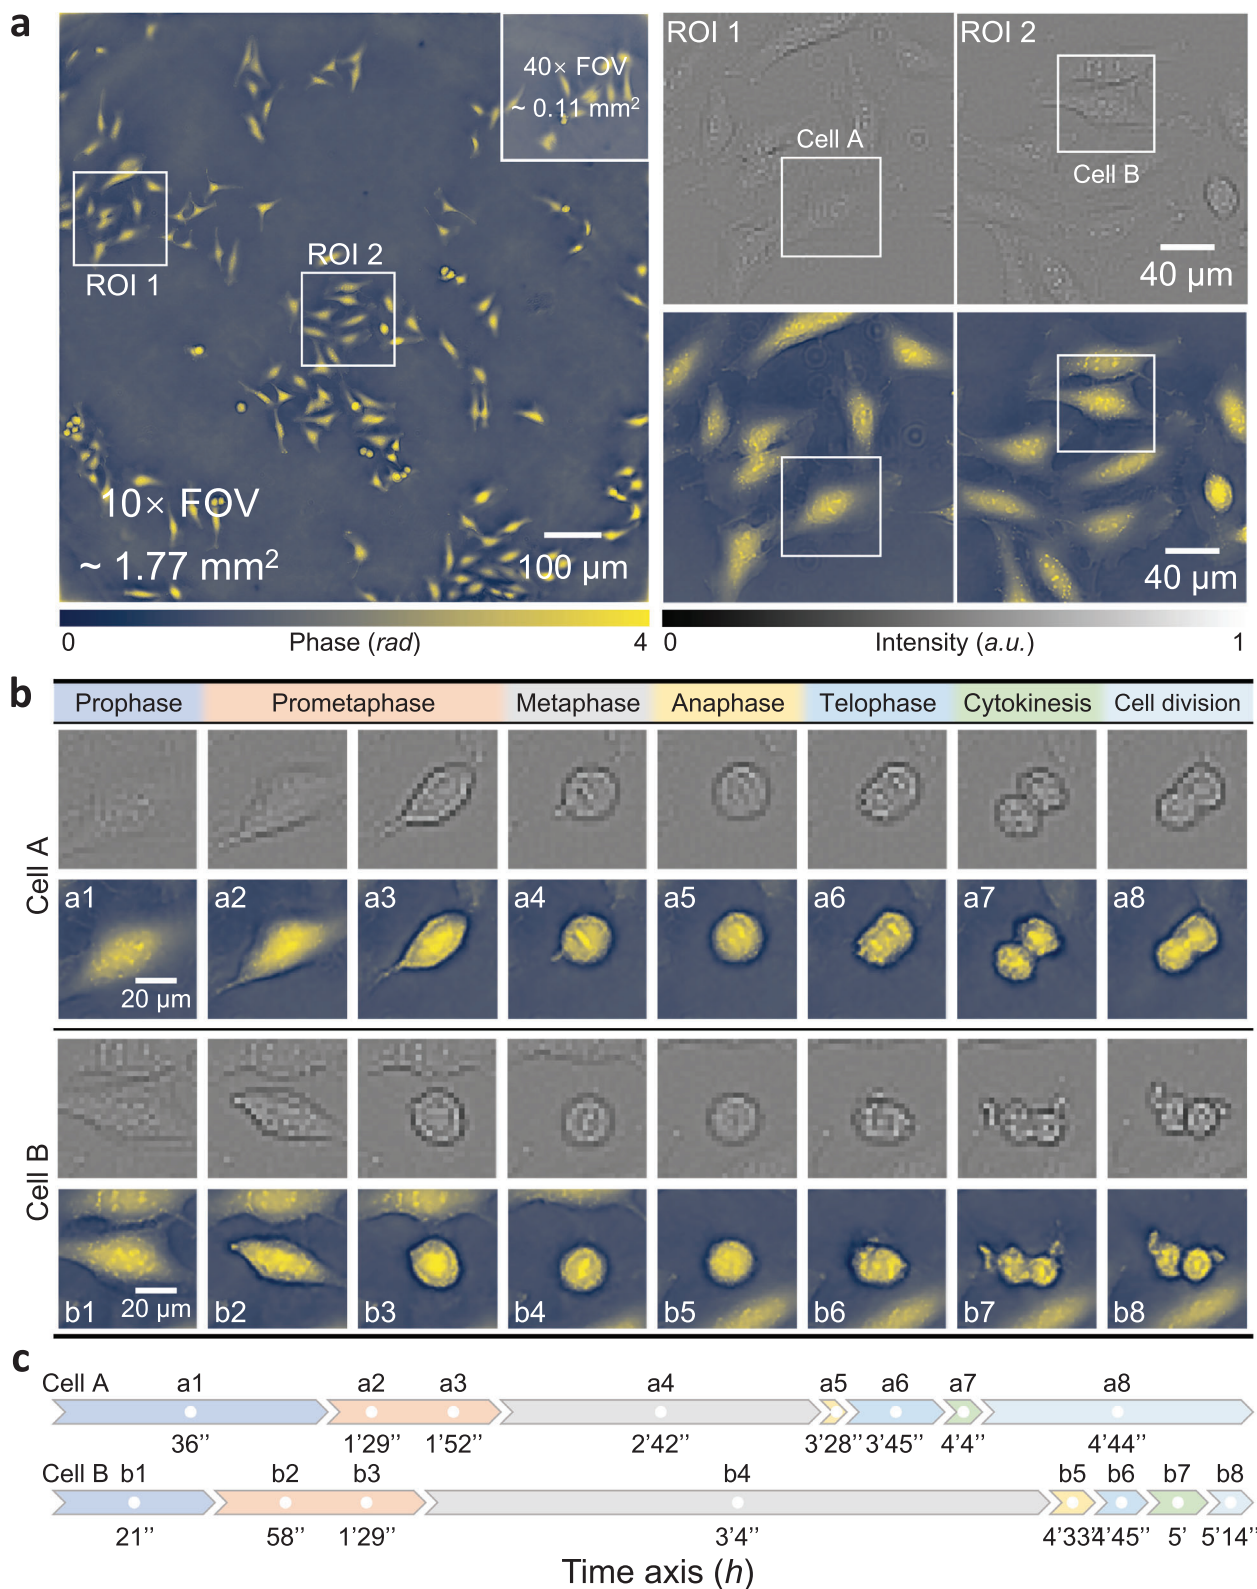 a
40× FOV
~ 0.11 mm²
ROI 1
ROI 2
10× FOV
~ 1.77 mm²
100 µm
0 Phase (rad) 4
ROI 1
ROI 2
Cell A
Cell B
40 µm
40 µm
0 Intensity (a.u.) 1
b
Prophase Prometaphase Metaphase Anaphase Telophase Cytokinesis Cell division
Cell A
a1 a2 a3 a4 a5 a6 a7 a8
20 µm
Cell B
20 µm
b1 b2 b3 b4 b5 b6 b7 b8
c
Cell A a1 a2 a3 a4 a5 a6 a7 a8
36’’ 1’29’’ 1’52’’ 2’42’’ 3’28’’ 3’45’’ 4’4’’ 4’44’’
Cell B b1 b2 b3 b4 b5 b6 b7 b8
21’’ 58’’ 1’29’’ 3’4’’ 4’33’’ 4’45’’ 5’ 5’14’’
Time axis (h)